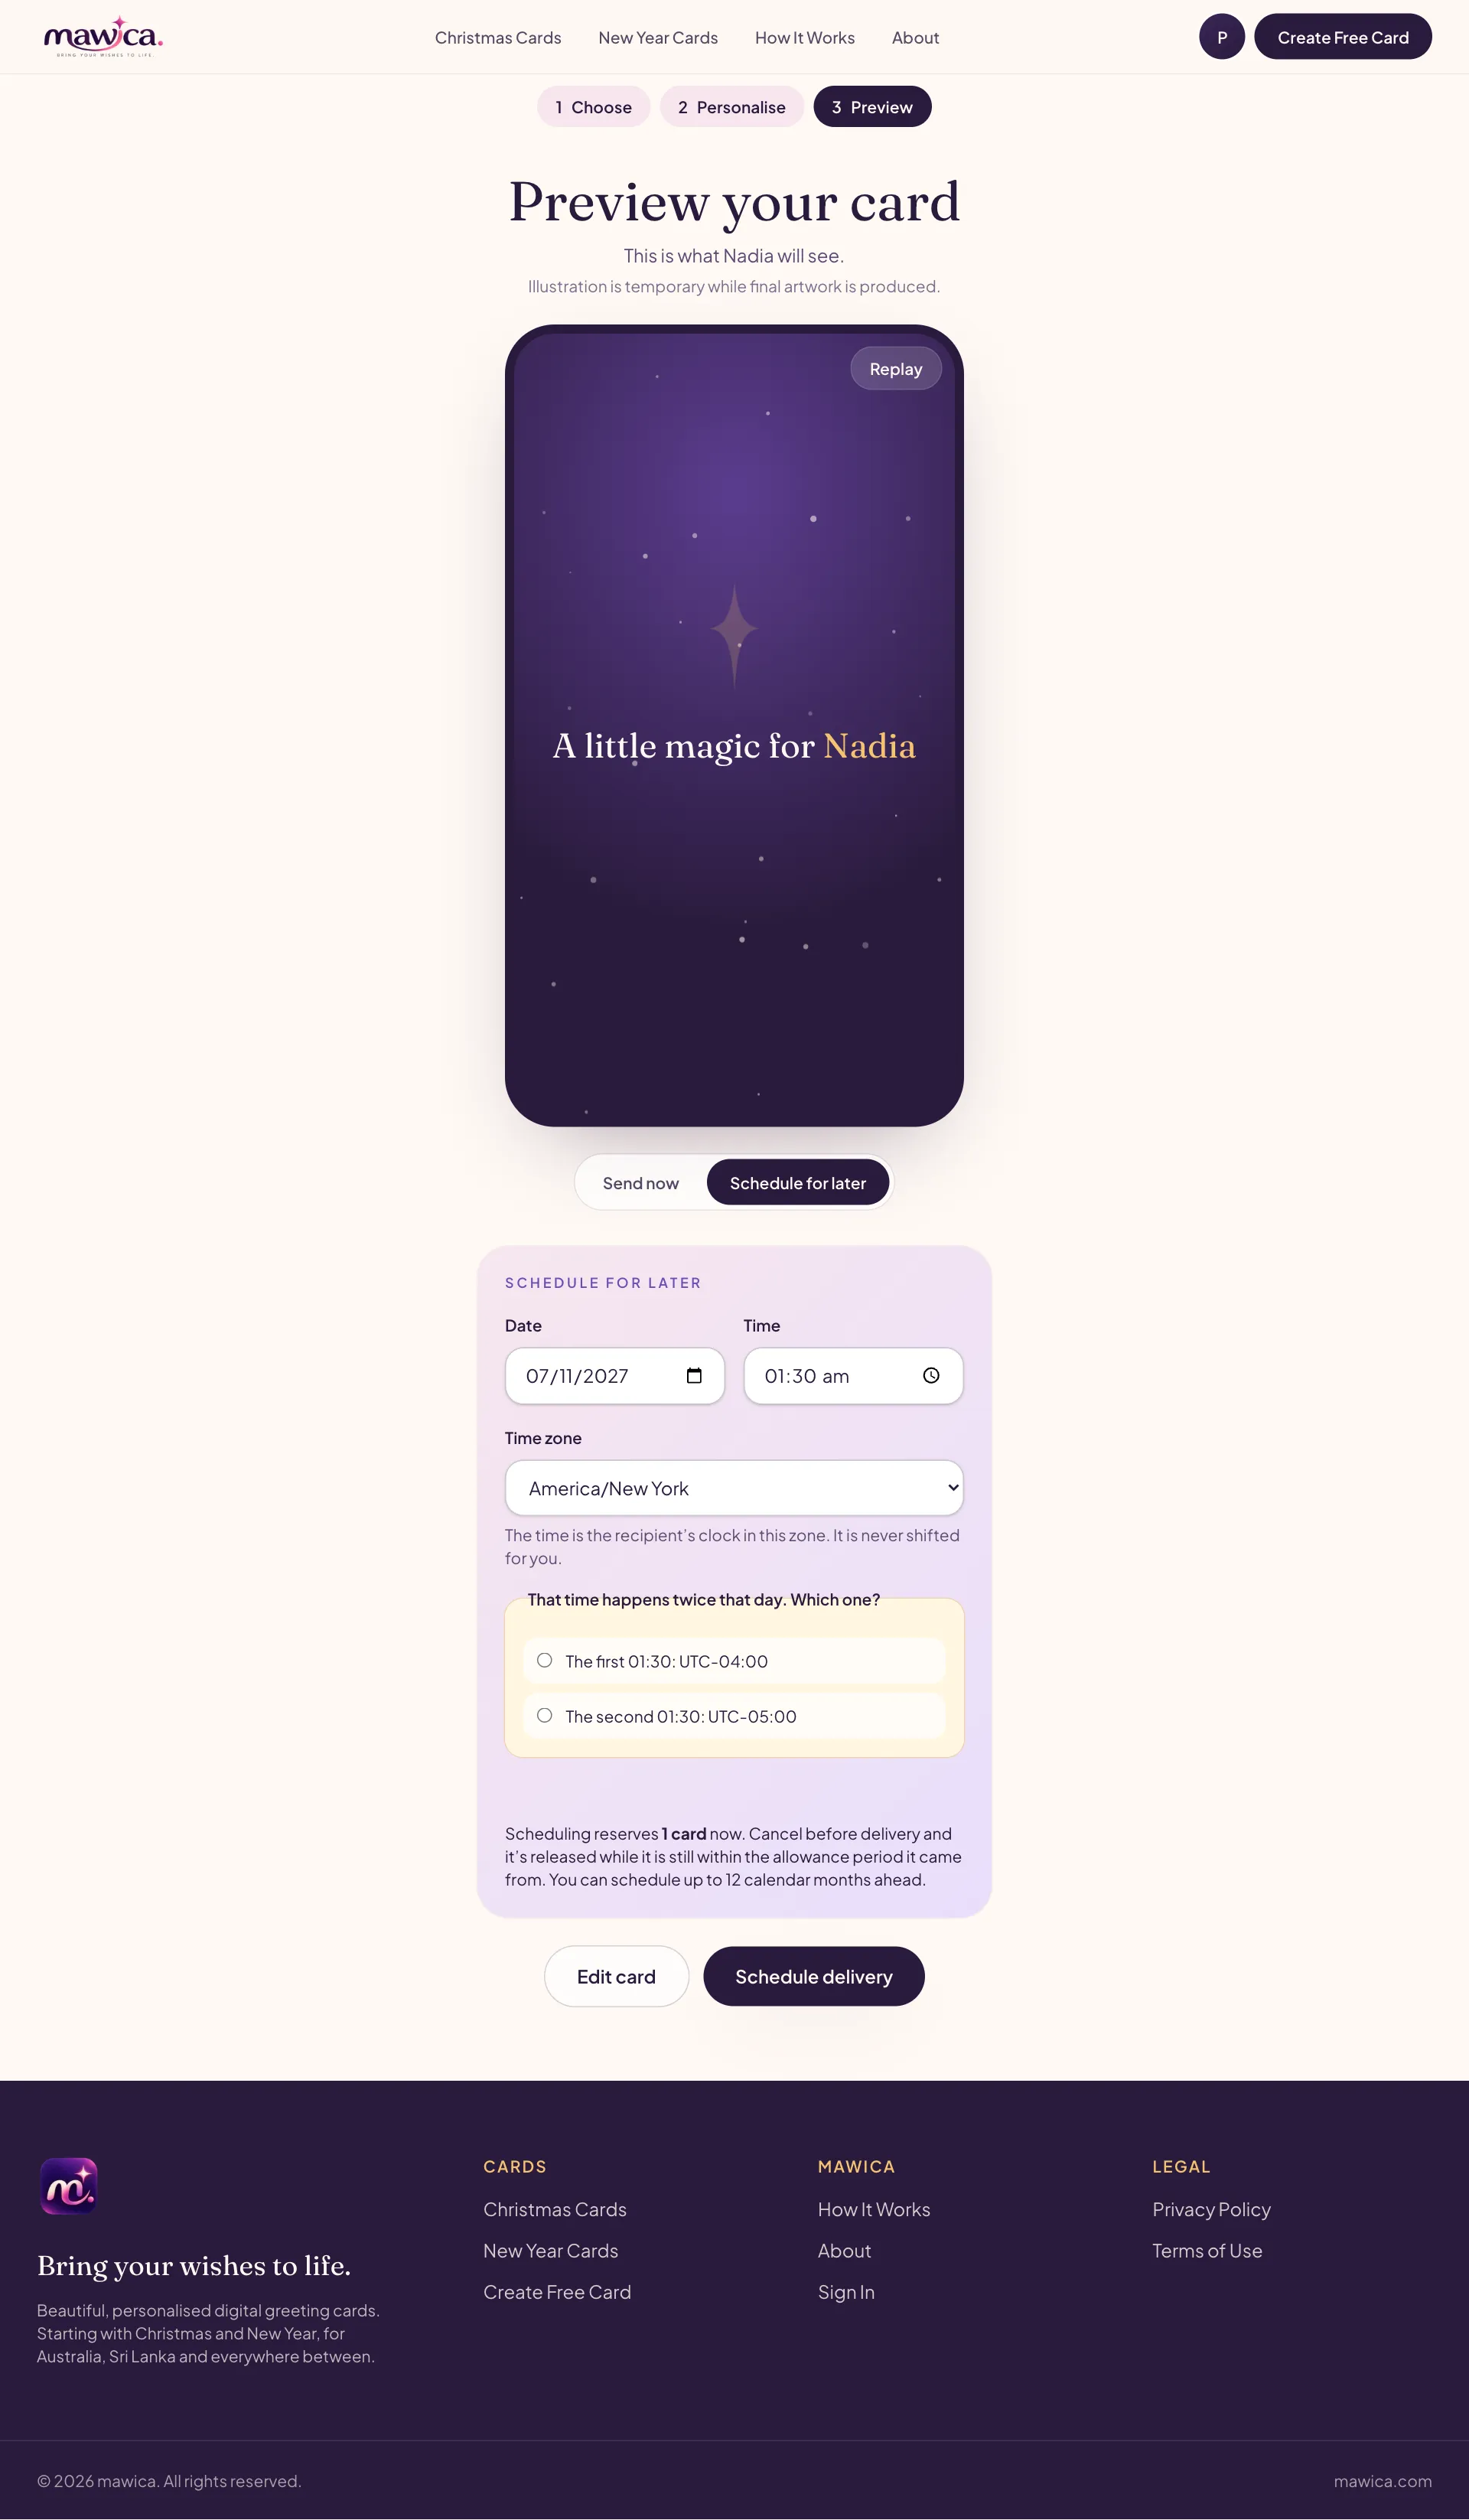 mawica.
BRING YOUR WISHES TO LIFE.
Christmas Cards
New Year Cards
How It Works
About
P
Create Free Card
1 Choose
2 Personalise
3 Preview
Preview your card
This is what Nadia will see.
Illustration is temporary while final artwork is produced.
Replay
A little magic for Nadia
Send now
Schedule for later
SCHEDULE FOR LATER
Date
Time
07/11/2027
01:30 am
Time zone
America/New York
The time is the recipient’s clock in this zone. It is never shifted
for you.
That time happens twice that day. Which one?
The first 01:30: UTC-04:00
The second 01:30: UTC-05:00
Scheduling reserves 1 card now. Cancel before delivery and
it’s released while it is still within the allowance period it came
from. You can schedule up to 12 calendar months ahead.
Edit card
Schedule delivery
m.
Bring your wishes to life.
Beautiful, personalised digital greeting cards.
Starting with Christmas and New Year, for
Australia, Sri Lanka and everywhere between.
CARDS
Christmas Cards
New Year Cards
Create Free Card
MAWICA
How It Works
About
Sign In
LEGAL
Privacy Policy
Terms of Use
© 2026 mawica. All rights reserved.
mawica.com